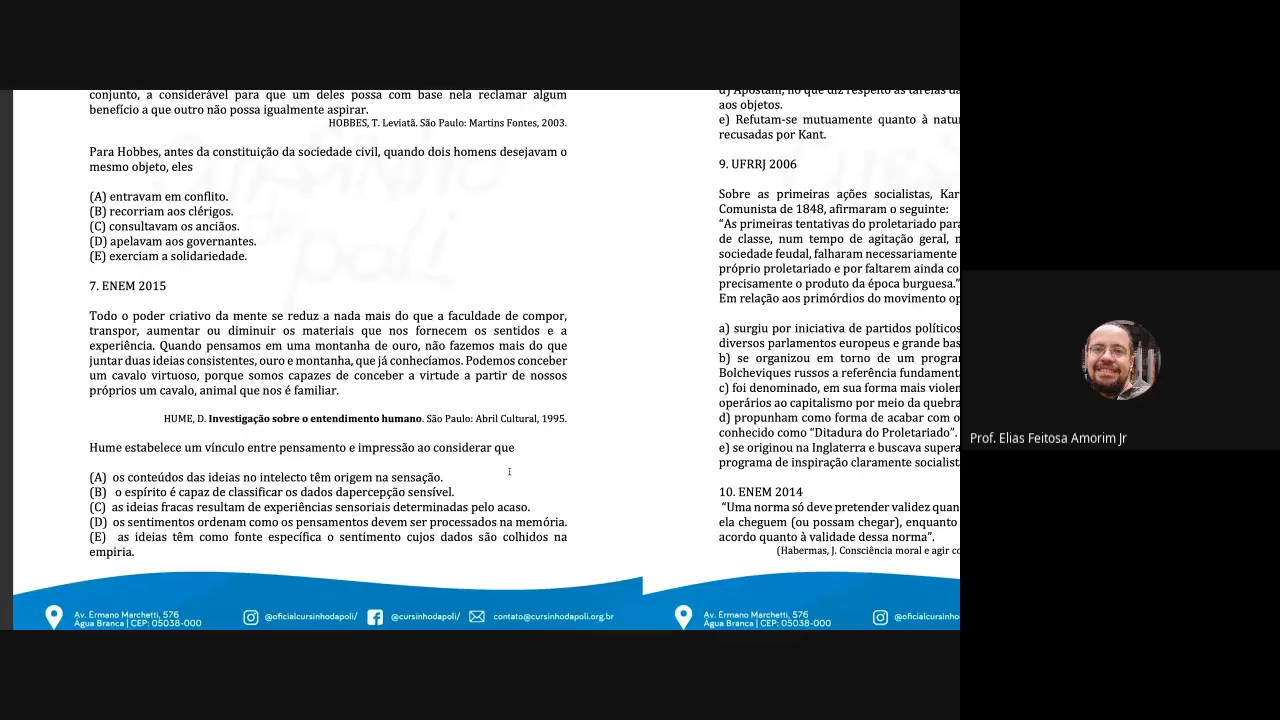 conjunto, a considerável para que um deles possa com base nela reclamar algum
benefício a que outro não possa igualmente aspirar.
HOBBES, T. Leviatã. São Paulo: Martins Fontes, 2003.
Para Hobbes, antes da constituição da sociedade civil, quando dois homens desejavam o
mesmo objeto, eles
(A) entravam em conflito.
(B) recorriam aos clérigos.
(C) consultavam os anciãos.
(D) apelavam aos governantes.
(E) exerciam a solidariedade.
7. ENEM 2015
Todo o poder criativo da mente se reduz a nada mais do que a faculdade de compor,
transpor, aumentar ou diminuir os materiais que nos fornecem os sentidos e a
experiência. Quando pensamos em uma montanha de ouro, não fazemos mais do que
juntar duas ideias consistentes, ouro e montanha, que já conhecíamos. Podemos conceber
um cavalo virtuoso, porque somos capazes de conceber a virtude a partir de nossos
próprios um cavalo, animal que nos é familiar.
HUME, D. Investigação sobre o entendimento humano. São Paulo: Abril Cultural, 1995.
Hume estabelece um vínculo entre pensamento e impressão ao considerar que
(A) os conteúdos das ideias no intelecto têm origem na sensação.
(B) o espírito é capaz de classificar os dados dapercepção sensível.
(C) as ideias fracas resultam de experiências sensoriais determinadas pelo acaso.
(D) os sentimentos ordenam como os pensamentos devem ser processados na memória.
(E) as ideias têm como fonte específica o sentimento cujos dados são colhidos na
empiria.
Av. Ermano Marchetti, 576
Água Branca | CEP: 05038-000
@oficialcursinhodapoli/
@cursinhodapoli/
contato@cursinhodapoli.org.br
d) Apostam, no que diz respeito às tarefas da
aos objetos.
e) Refutam-se mutuamente quanto à natu
recusadas por Kant.
9. UFRRJ 2006
Sobre as primeiras ações socialistas, Kar
Comunista de 1848, afirmaram o seguinte:
“As primeiras tentativas do proletariado para
de classe, num tempo de agitação geral, n
sociedade feudal, falharam necessariamente
próprio proletariado e por faltarem ainda co
precisamente o produto da época burguesa.”
Em relação aos primórdios do movimento op
a) surgiu por iniciativa de partidos políticos
diversos parlamentos europeus e grande bas
b) se organizou em torno de um progran
Bolcheviques russos a referência fundament
c) foi denominado, em sua forma mais violen
operários ao capitalismo por meio da quebra
d) propunham como forma de acabar com o
conhecido como “Ditadura do Proletariado”.
e) se originou na Inglaterra e buscava supera
programa de inspiração claramente socialist
10. ENEM 2014
“Uma norma só deve pretender validez quan
ela cheguem (ou possam chegar), enquanto
acordo quanto à validade dessa norma”.
(Habermas, J. Consciência moral e agir co
Av. Ermano Marchetti, 576
Água Branca | CEP: 05038-000
@oficialcursinho
Prof. Elias Feitosa Amorim Jr